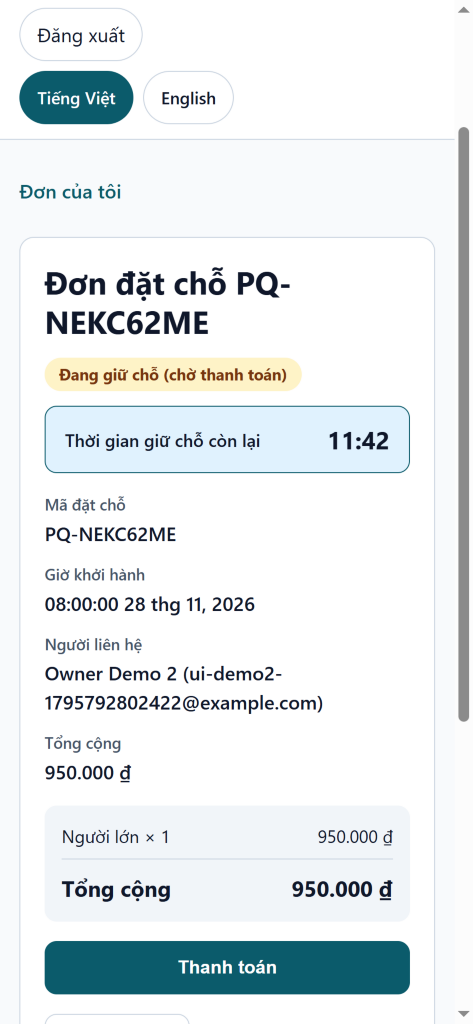 Đăng xuất
Tiếng Việt
English
Đơn của tôi
Đơn đặt chỗ PQ-
NEKC62ME
Đang giữ chỗ (chờ thanh toán)
Thời gian giữ chỗ còn lại
11:42
Mã đặt chỗ
PQ-NEKC62ME
Giờ khởi hành
08:00:00 28 thg 11, 2026
Người liên hệ
Owner Demo 2 (ui-demo2-
1795792802422@example.com)
Tổng cộng
950.000 ₫
Người lớn × 1
950.000 ₫
Tổng cộng
950.000 ₫
Thanh toán